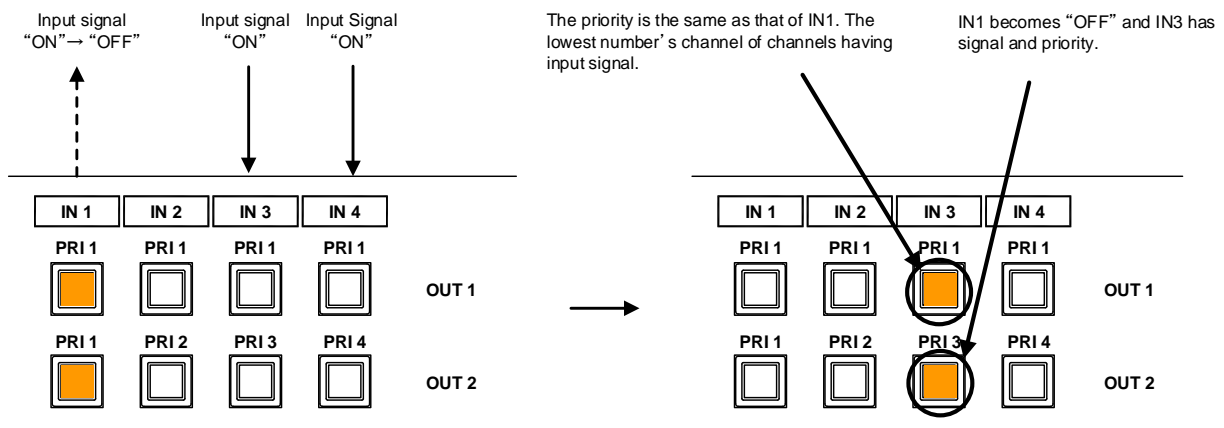 Input signal
“ON”→ “OFF”
Input signal
“ON”
Input Signal
“ON”
The priority is the same as that of IN1. The
lowest number’s channel of channels having
input signal.
IN1 becomes “OFF” and IN3 has
signal and priority.
IN 1 IN 2 IN 3 IN 4
PRI 1 PRI 1 PRI 1 PRI 1
OUT 1
PRI 1 PRI 2 PRI 3 PRI 4
OUT 2
IN 1 IN 2 IN 3 IN 4
PRI 1 PRI 1 PRI 1 PRI 1
OUT 1
PRI 1 PRI 2 PRI 3 PRI 4
OUT 2